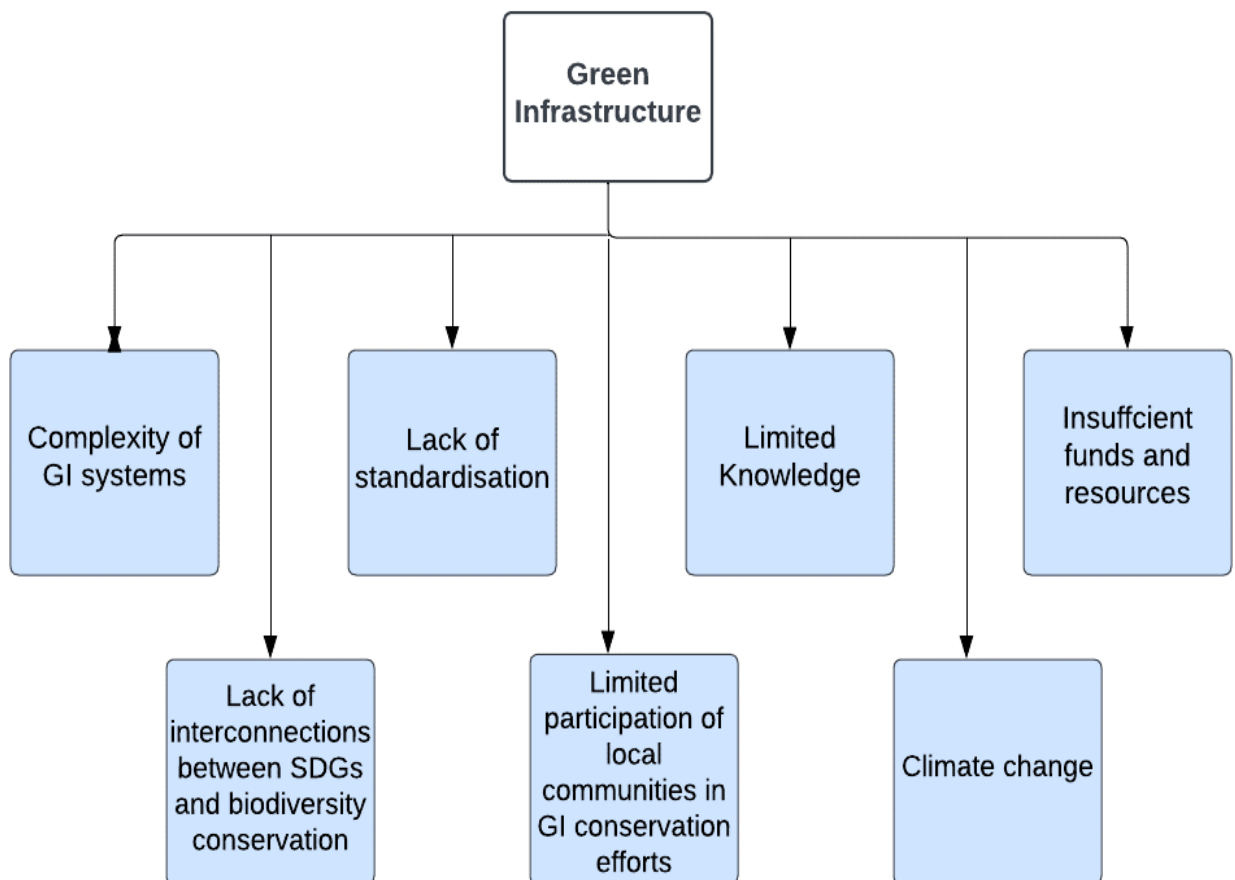 Green
Infrastructure
Complexity of
GI systems
Lack of
standardisation
Limited
Knowledge
Insuffcient
funds and
resources
Lack of
interconnections
between SDGs
and biodiversity
conservation
Limited
participation of
local
communities in
GI conservation
efforts
Climate change